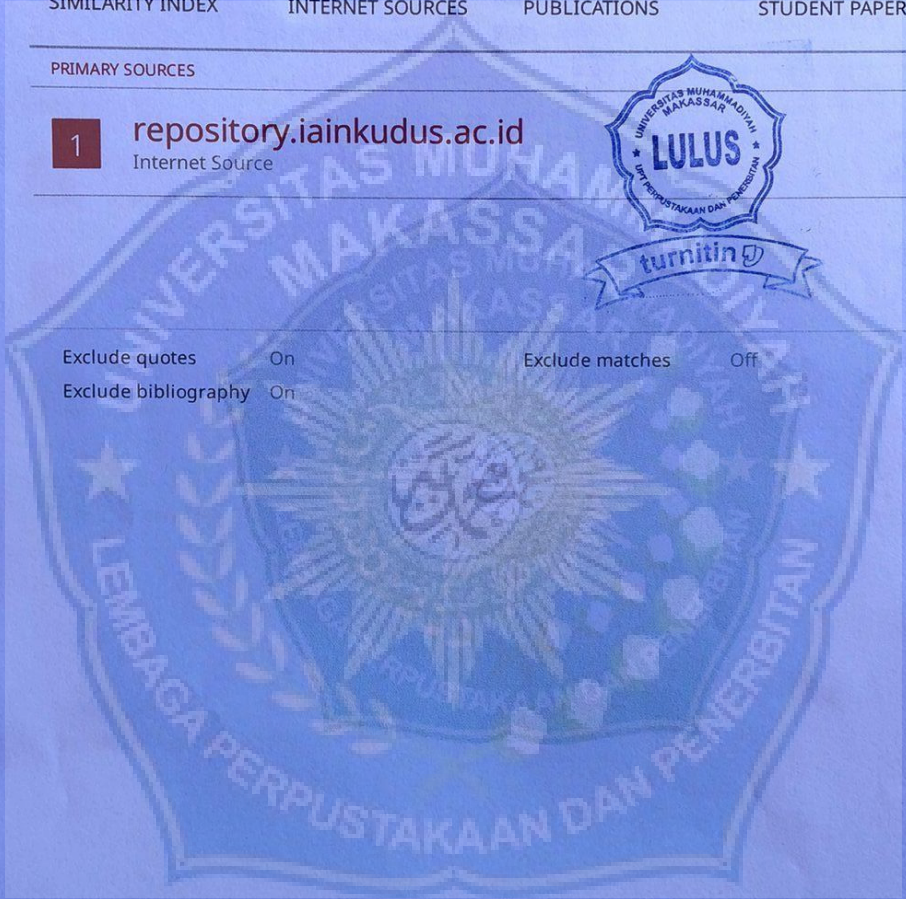 SIMILARITY INDEX INTERNET SOURCES PUBLICATIONS STUDENT PAPER
PRIMARY SOURCES
1 repository.iainkudus.ac.id
Internet Source
UNIVERSITAS MUHAMMADIYAH
MAKASSAR
LULUS
UPT PERPUSTAKAAN DAN PENERBITAN
turnitin
Exclude quotes On Exclude matches Off
Exclude bibliography On
UNIVERSITAS MUHAMMADIYAH
MAKASSAR
LEMBAGA PERPUSTAKAAN DAN PENERBITAN